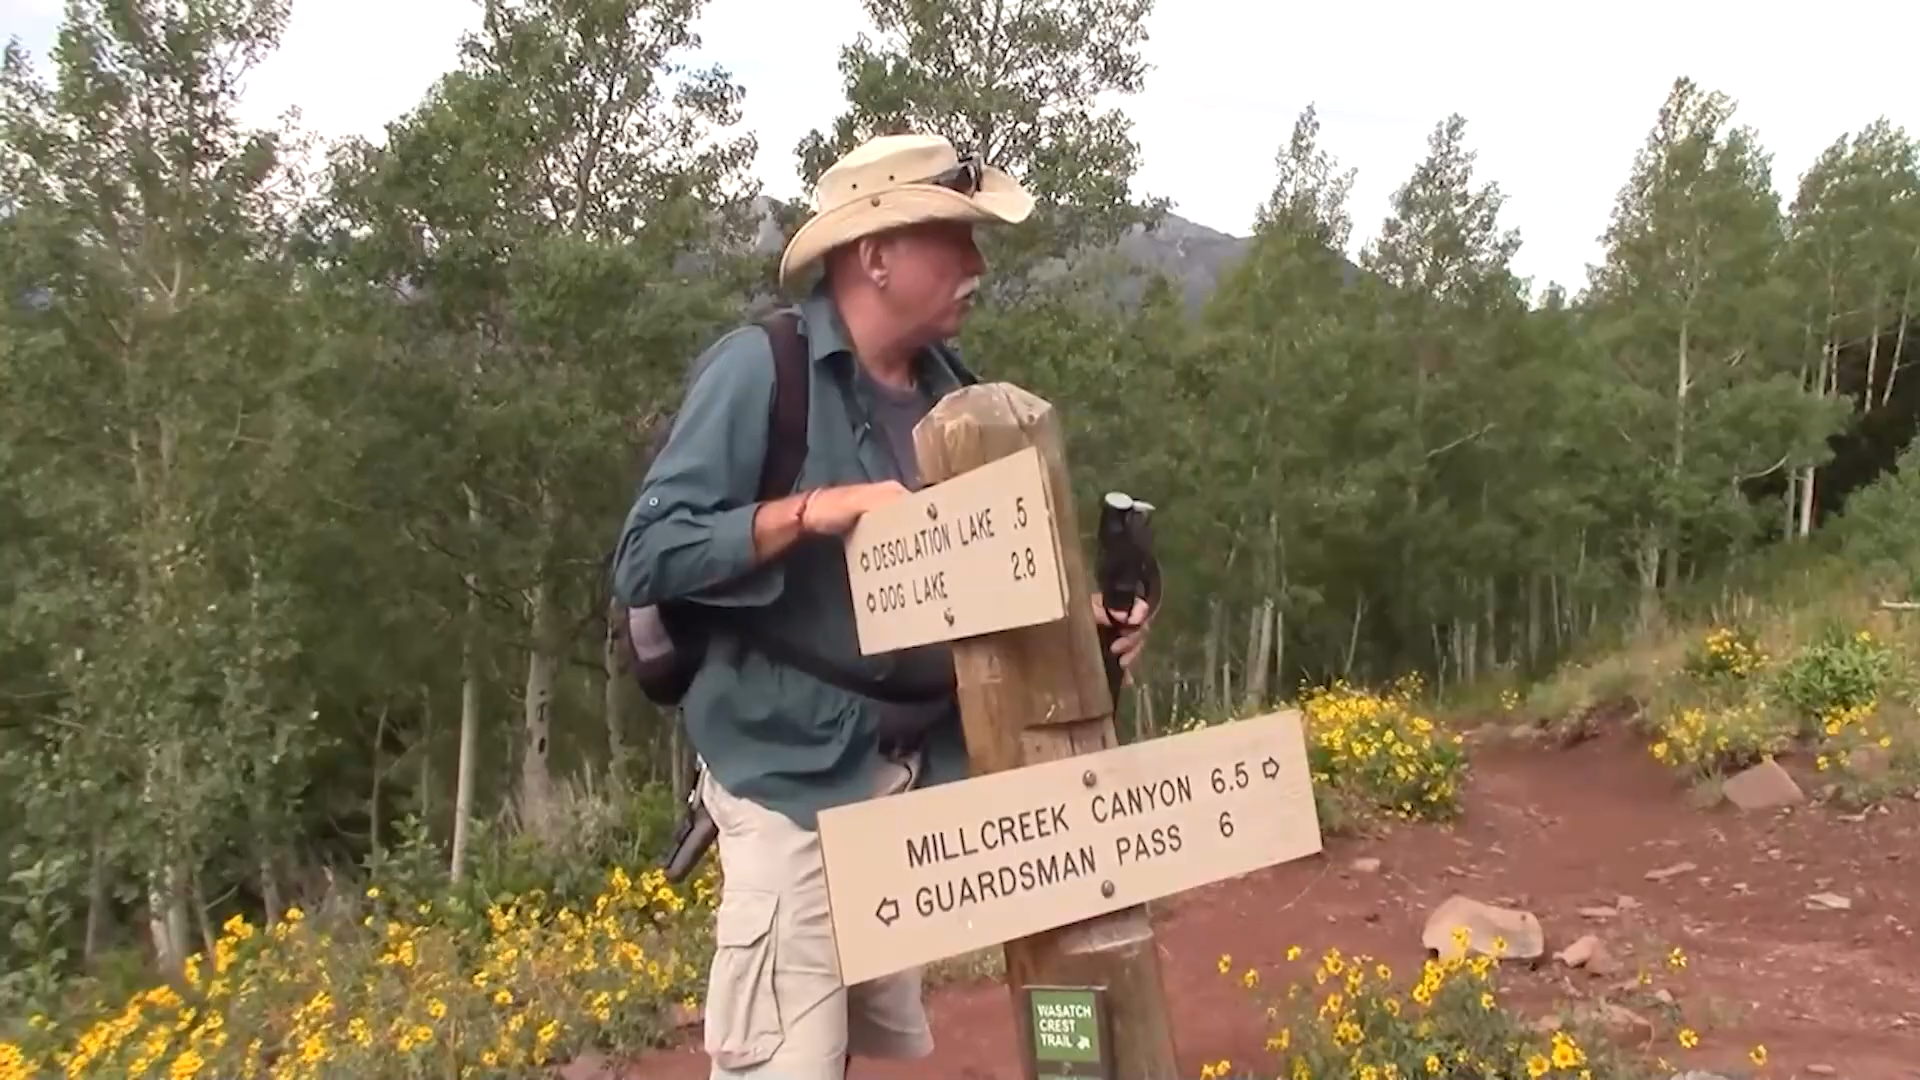 ⇦ DESOLATION LAKE .5
⇦ DOG LAKE 2.8
MILLCREEK CANYON 6.5 ⇨
⇦ GUARDSMAN PASS 6
WASATCH
CREST
TRAIL